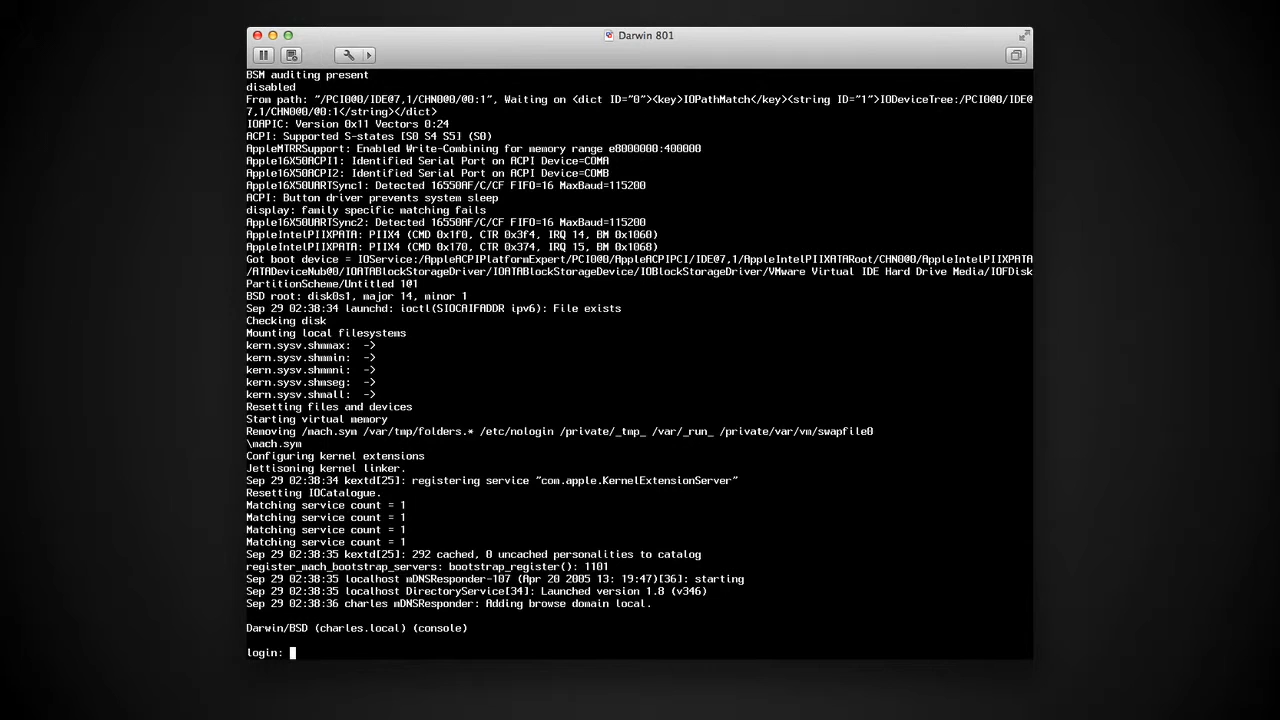 Darwin 801
BSM auditing present
disabled
From path: "/PCI0@0/IDE@7,1/CHN0@0/@0:1", Waiting on <dict ID="0"><key>IOPathMatch</key><string ID="1">IODeviceTree:/PCI0@0/IDE@
7,1/CHN0@0/@0:1</string></dict>
IOAPIC: Version 0x11 Vectors 0:24
ACPI: Supported S-states [S0 S4 S5] (S0)
AppleMTRRSupport: Enabled Write-Combining for memory range e8000000:400000
Apple16X50ACPI1: Identified Serial Port on ACPI Device=COMA
Apple16X50ACPI2: Identified Serial Port on ACPI Device=COMB
Apple16X50UARTSync1: Detected 16550AF/C/CF FIFO=16 MaxBaud=115200
ACPI: Button driver prevents system sleep
display: family specific matching fails
Apple16X50UARTSync2: Detected 16550AF/C/CF FIFO=16 MaxBaud=115200
AppleIntelPIIXPATA: PIIX4 (CMD 0x1f0, CTR 0x3f4, IRQ 14, BM 0x1060)
AppleIntelPIIXPATA: PIIX4 (CMD 0x170, CTR 0x374, IRQ 15, BM 0x1068)
Got boot device = IOService:/AppleACPIPlatformExpert/PCI0@0/AppleACPIPCI/IDE@7,1/AppleIntelPIIXATARoot/CHN0@0/AppleIntelPIIXPATA
/ATADeviceNub@0/IOATABlockStorageDriver/IOATABlockStorageDevice/IOBlockStorageDriver/VMware Virtual IDE Hard Drive Media/IOFDisk
PartitionScheme/Untitled 1@1
BSD root: disk0s1, major 14, minor 1
Sep 29 02:38:34 launchd: ioctl(SIOCAIFADDR ipv6): File exists
Checking disk
Mounting local filesystems
kern.sysv.shmmax:  ->
kern.sysv.shmmin:  ->
kern.sysv.shmmni:  ->
kern.sysv.shmseg:  ->
kern.sysv.shmall:  ->
Resetting files and devices
Starting virtual memory
Removing /mach.sym /var/tmp/folders.* /etc/nologin /private/_tmp_ /var/_run_ /private/var/vm/swapfile0
\mach.sym
Configuring kernel extensions
Jettisoning kernel linker.
Sep 29 02:38:34 kextd[25]: registering service "com.apple.KernelExtensionServer"
Resetting IOCatalogue.
Matching service count = 1
Matching service count = 1
Matching service count = 1
Matching service count = 1
Sep 29 02:38:35 kextd[25]: 292 cached, 0 uncached personalities to catalog
register_mach_bootstrap_servers: bootstrap_register(): 1101
Sep 29 02:38:35 localhost mDNSResponder-107 (Apr 20 2005 13: 19:47)[36]: starting
Sep 29 02:38:35 localhost DirectoryService[34]: Launched version 1.8 (v346)
Sep 29 02:38:36 charles mDNSResponder: Adding browse domain local.
Darwin/BSD (charles.local) (console)
login: